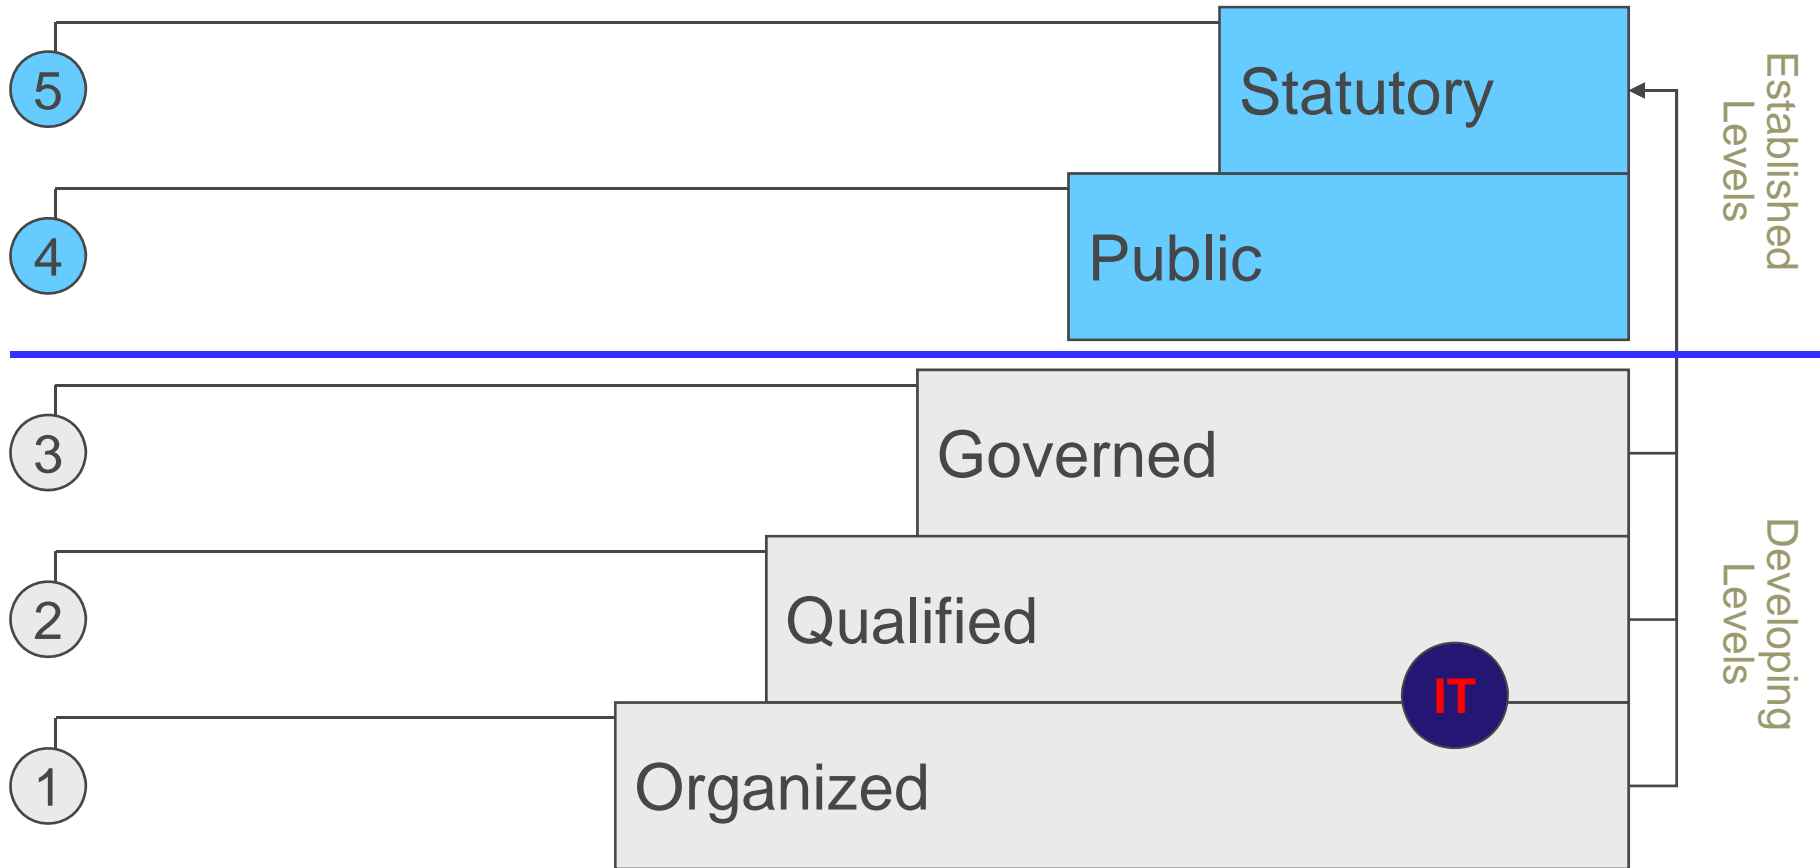 5
Statutory
4
Public
Established
Levels
3
Governed
2
Qualified
IT
1
Organized
Developing
Levels